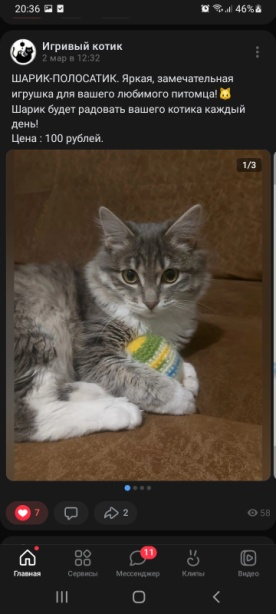 20:36 46%
Игривый котик
2 мар в 12:32
ШАРИК-ПОЛОСАТИК. Яркая, замечательная
игрушка для вашего любимого питомца!
Шарик будет радовать вашего котика каждый
день!
Цена : 100 рублей.
1/3
7 2 58
11
Главная Сервисы Мессенджер Клипы Видео